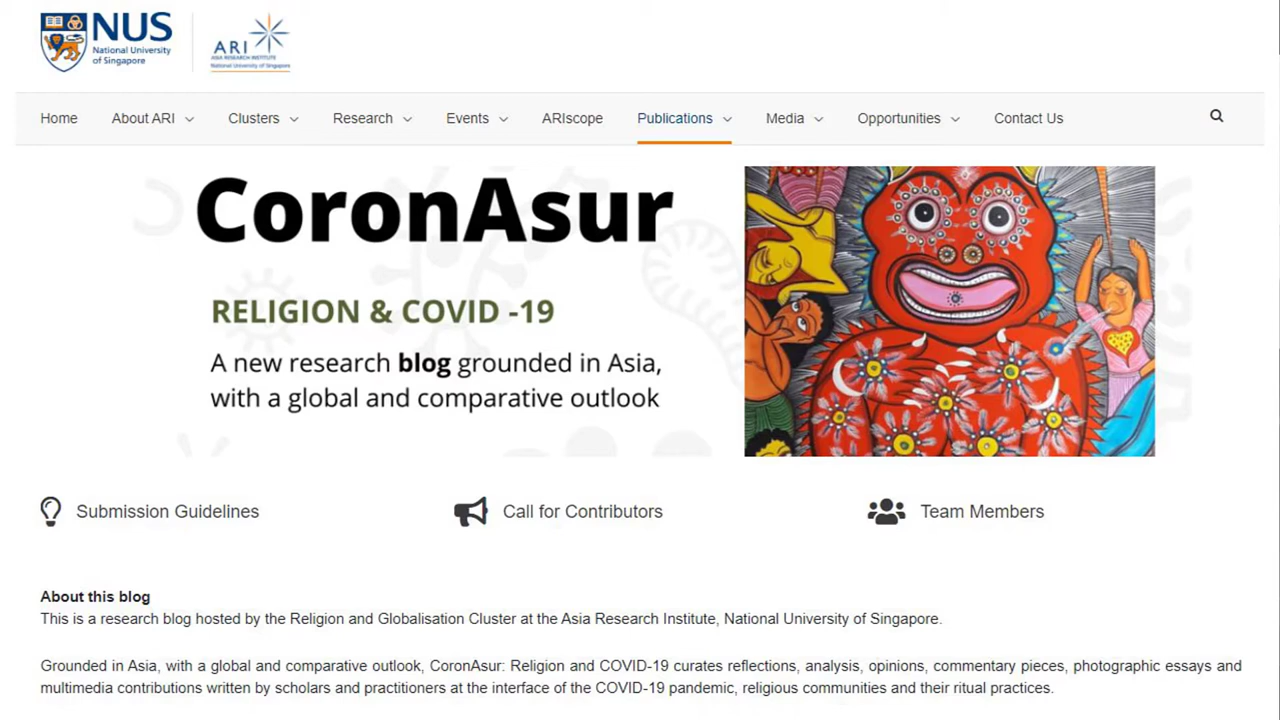 NUS
National University
of Singapore
ARI
ASIA RESEARCH INSTITUTE
National University of Singapore
Home About ARI Clusters Research Events ARIscope Publications Media Opportunities Contact Us
CoronAsur
RELIGION & COVID -19
A new research blog grounded in Asia,
with a global and comparative outlook
Submission Guidelines Call for Contributors Team Members
About this blog
This is a research blog hosted by the Religion and Globalisation Cluster at the Asia Research Institute, National University of Singapore.
Grounded in Asia, with a global and comparative outlook, CoronAsur: Religion and COVID-19 curates reflections, analysis, opinions, commentary pieces, photographic essays and
multimedia contributions written by scholars and practitioners at the interface of the COVID-19 pandemic, religious communities and their ritual practices.